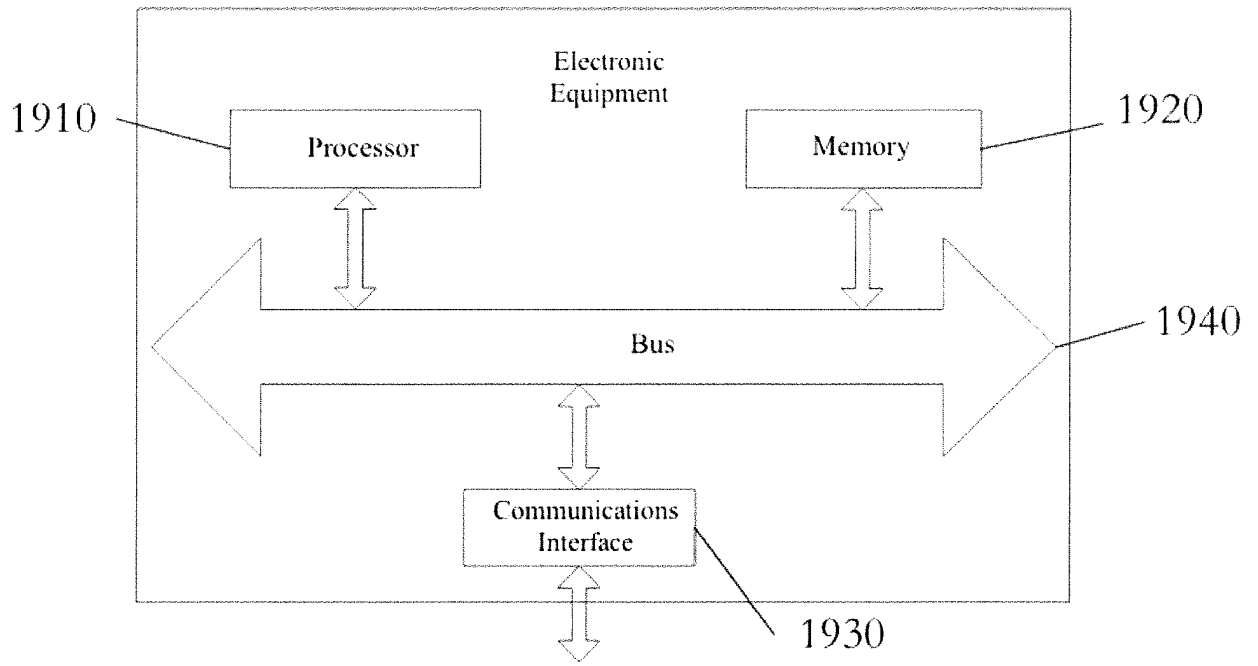 Electronic
Equipment
1910
Processor
Memory
1920
Bus
1940
Communications
Interface
1930